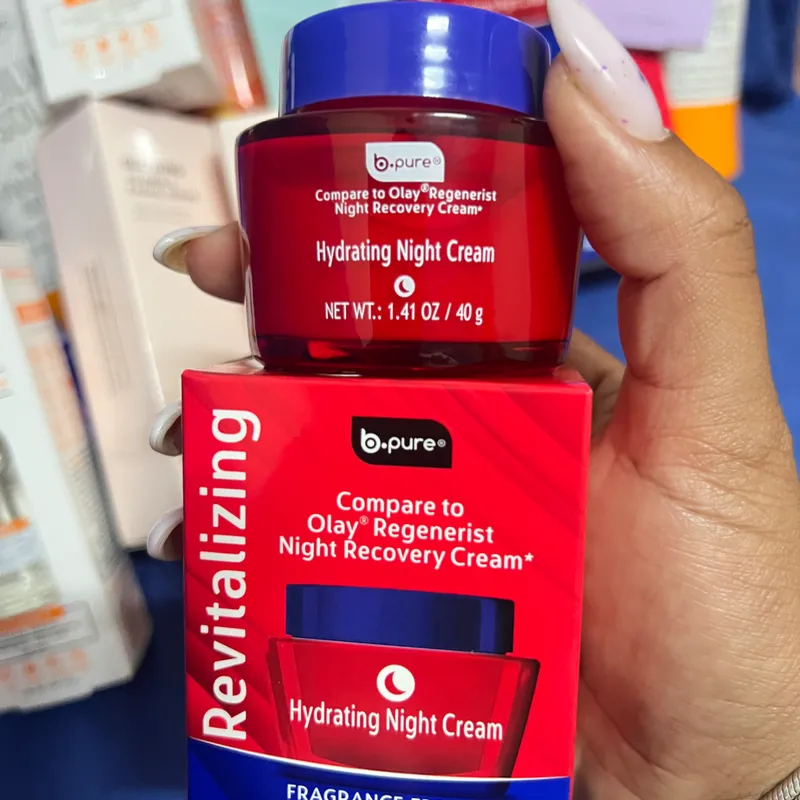 b.pure®
Compare to Olay® Regenerist
Night Recovery Cream*
Hydrating Night Cream
NET WT.: 1.41 OZ / 40 g
Revitalizing
b.pure®
Compare to
Olay® Regenerist
Night Recovery Cream*
Hydrating Night Cream